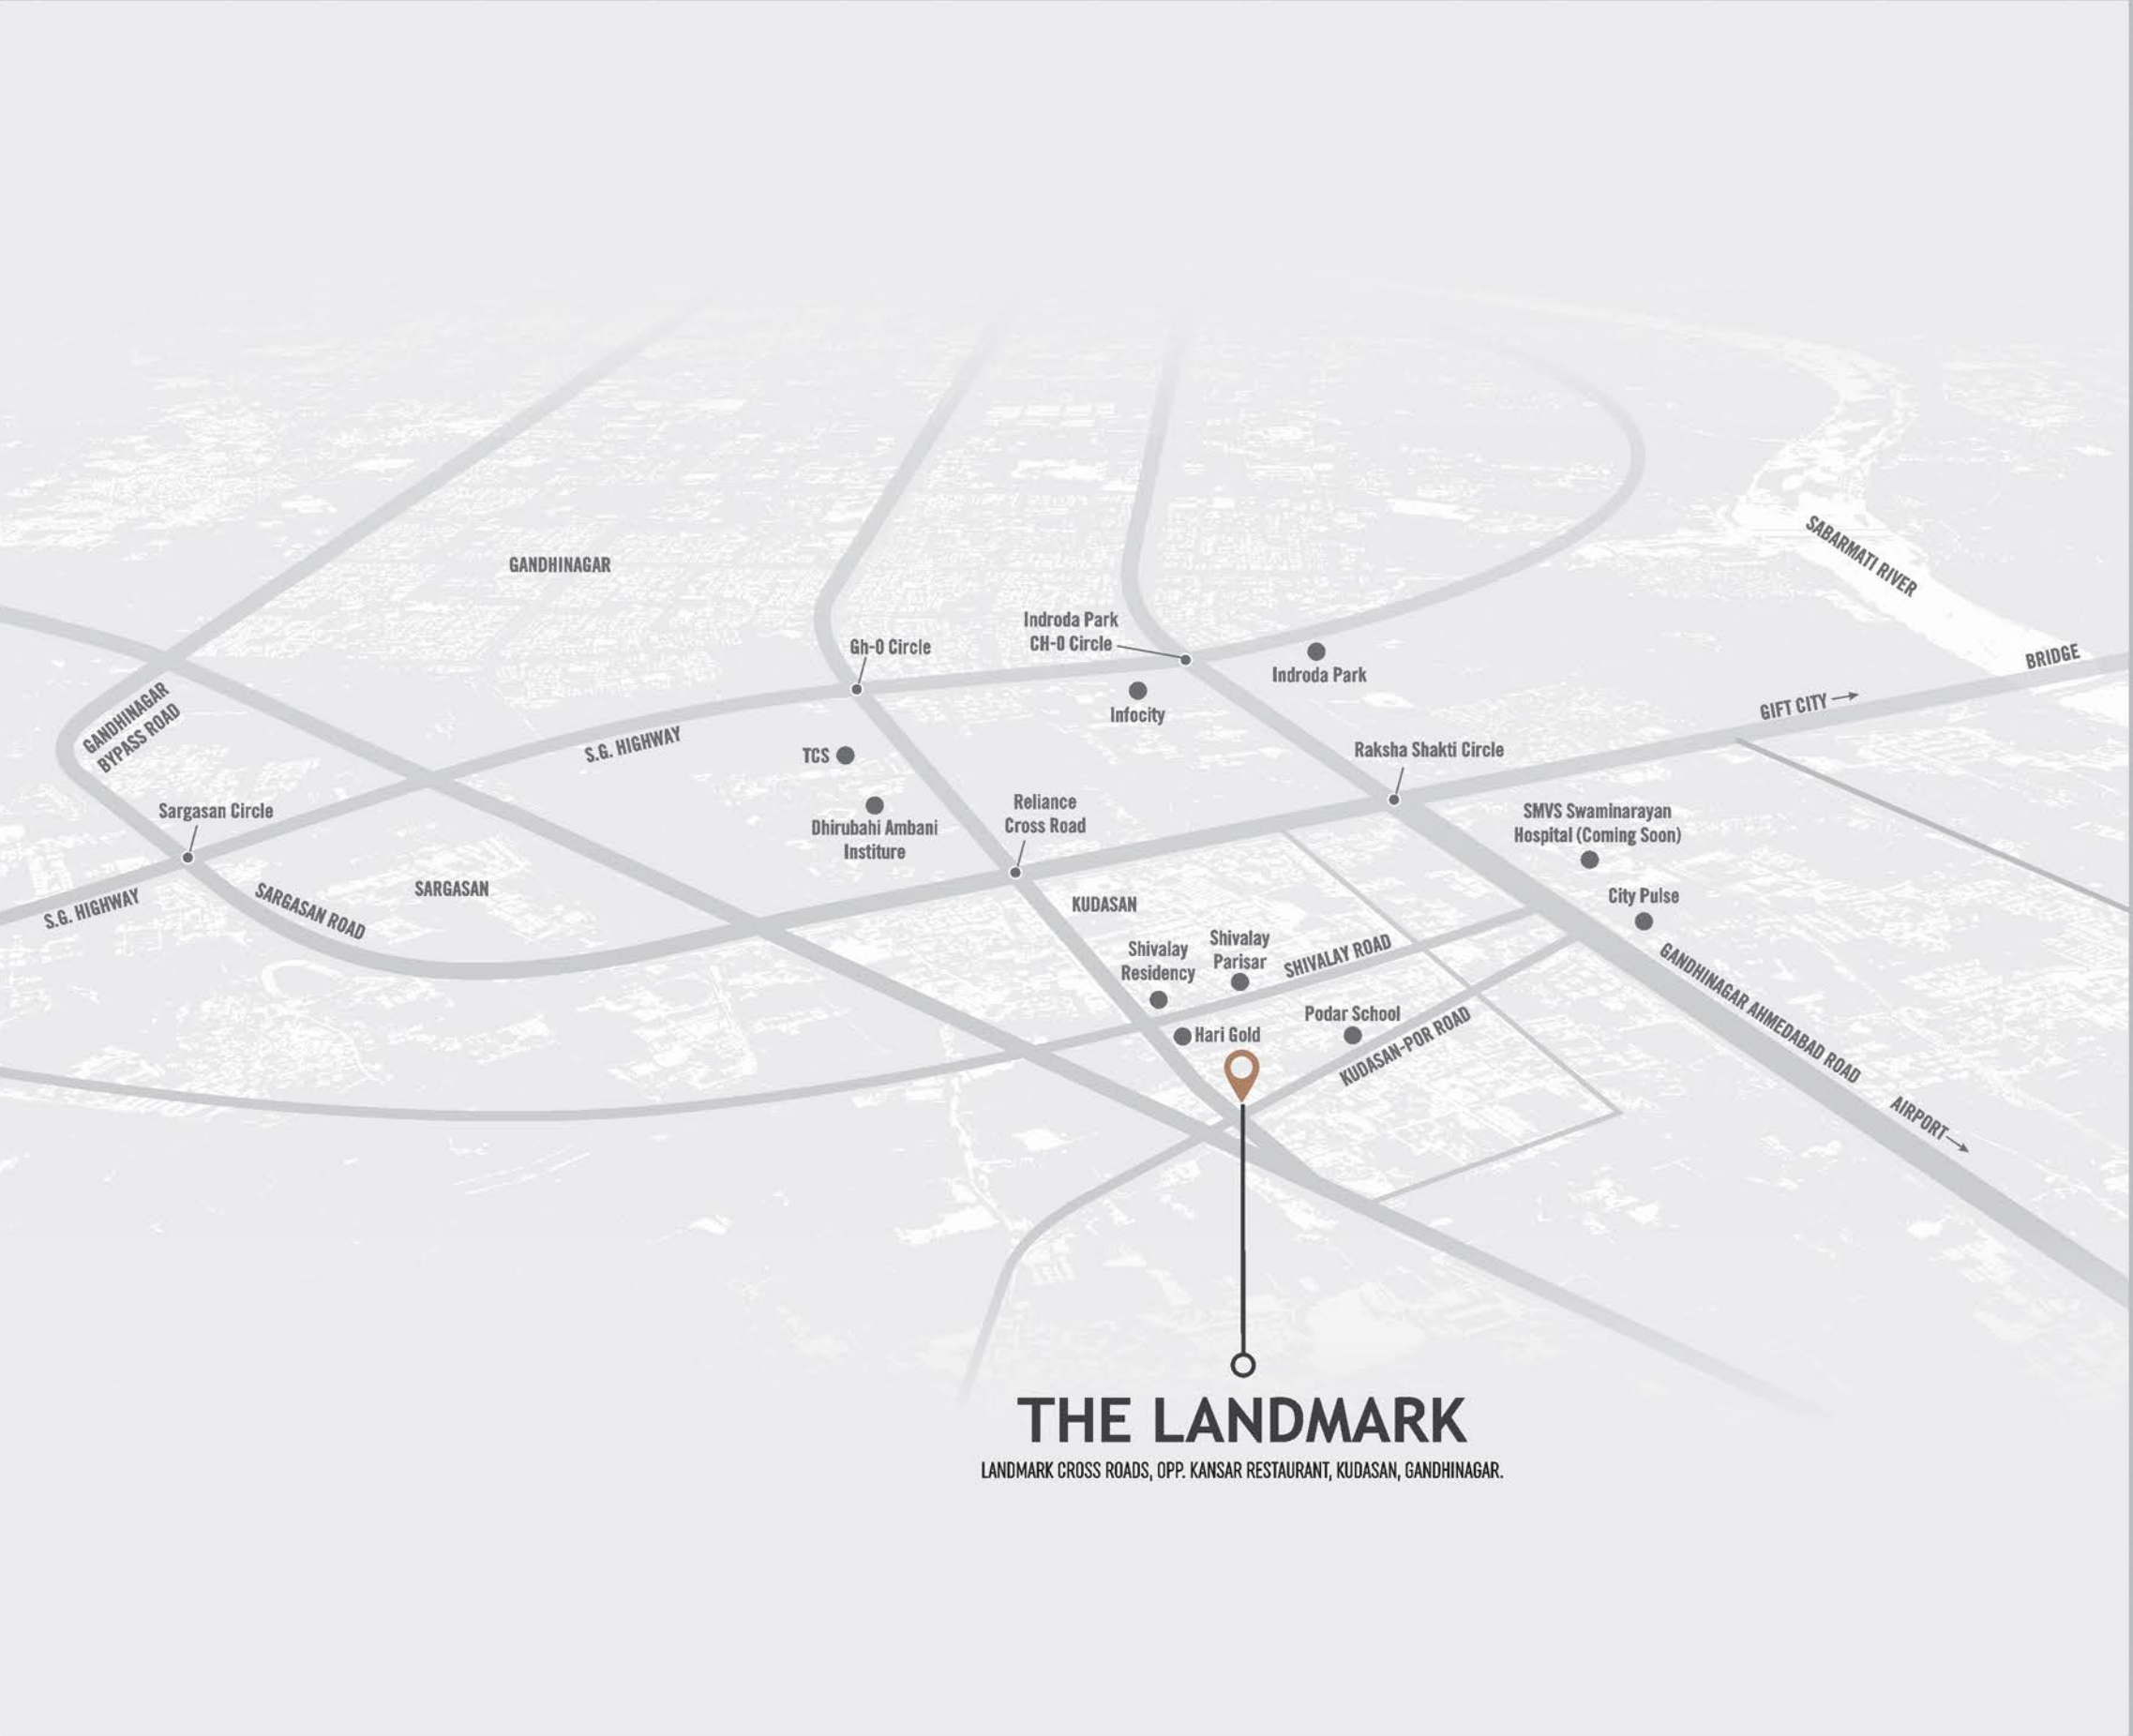 GANDHINAGAR
SABARMATI RIVER
Indroda Park
CH-0 Circle
Gh-0 Circle
Indroda Park
BRIDGE
GANDHINAGAR
BYPASS ROAD
Infocity
GIFT CITY
S.G. HIGHWAY
TCS
Raksha Shakti Circle
Sargasan Circle
Reliance
Cross Road
Dhirubahi Ambani
Institure
SMVS Swaminarayan
Hospital (Coming Soon)
SARGASAN
S.G. HIGHWAY
SARGASAN ROAD
KUDASAN
City Pulse
Shivalay
Residency
Shivalay
Parisar
SHIVALAY ROAD
GANDHINAGAR AHMEDABAD ROAD
Podar School
Hari Gold
KUDASAN-POR ROAD
AIRPORT
THE LANDMARK
LANDMARK CROSS ROADS, OPP. KANSAR RESTAURANT, KUDASAN, GANDHINAGAR.